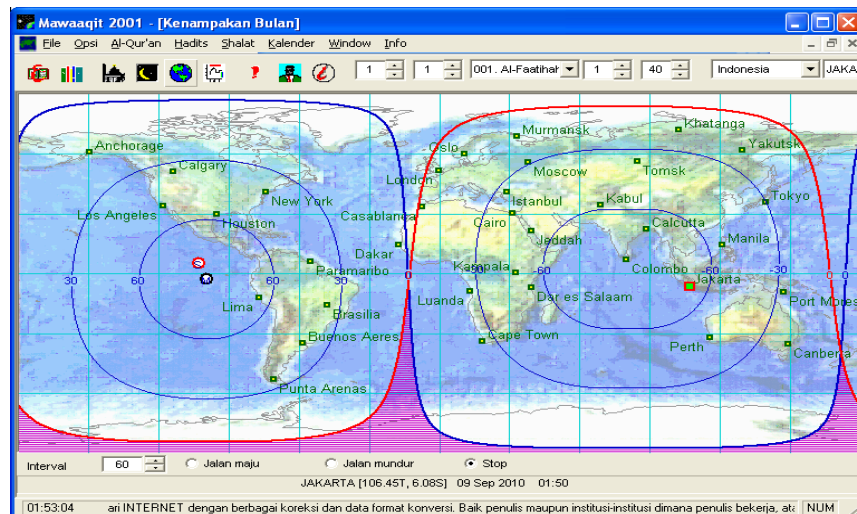 Mawaaqit 2001 - [Kenampakan Bulan]
File Opsi Al-Qur'an Hadits Shalat Kalender Window Info
1 1 001. Al-Faatihah 1 40 Indonesia JAKA
Murmansk Khatanga
Anchorage Oslo Yakutsk
Calgary London Moscow Tomsk
New York Istanbul Kabul Tokyo
Los Angeles Houston Casablanca Cairo Calcutta
Dakar Jeddah Manila
Paramaribo Kampala Colombo
30 60 60 30 0 -60 -60 -30 0 0
Jakarta
Lima Luanda Dar es Salaam Port Mores
Brasilia
Buenos Aeres Cape Town Perth Canberra
Punta Arenas
Interval 60 Jalan maju Jalan mundur Stop
JAKARTA [106.45T, 6.08S] 09 Sep 2010 01:50
01:53:04 ari INTERNET dengan berbagai koreksi dan data format konversi. Baik penulis maupun institusi-institusi dimana penulis bekerja, ata NUM